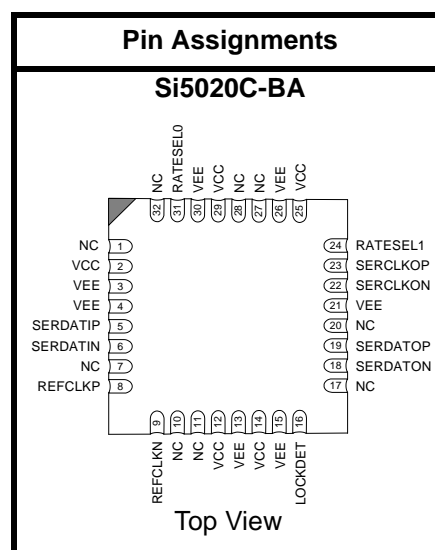 Pin Assignments
Si5020C-BA
NC
RATESEL0
VEE
VCC
NC
NC
VEE
VCC
32
31
30
29
28
27
26
25
NC 1
VCC 2
VEE 3
VEE 4
SERDATIP 5
SERDATIN 6
NC 7
REFCLKP 8
24 RATESEL1
23 SERCLKOP
22 SERCLKON
21 VEE
20 NC
19 SERDATOP
18 SERDATON
17 NC
9
10
11
12
13
14
15
16
REFCLKN
NC
NC
VCC
VEE
VCC
VEE
LOCKDET
Top View